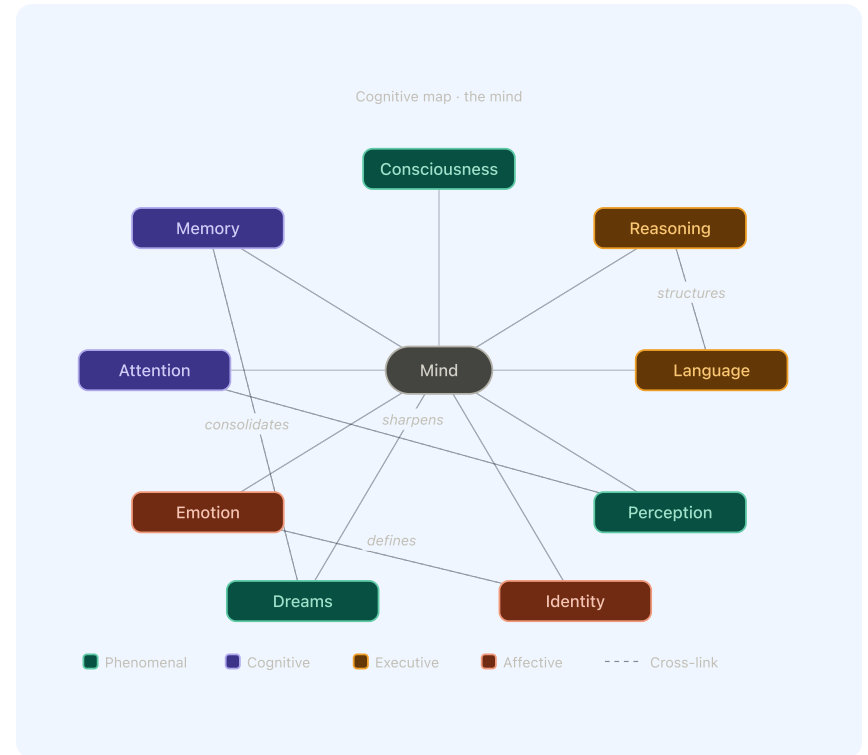 Cognitive map · the mind
Consciousness
Memory
Reasoning
structures
Attention
Mind
Language
consolidates
sharpens
Emotion
Perception
defines
Dreams
Identity
Phenomenal
Cognitive
Executive
Affective
Cross-link